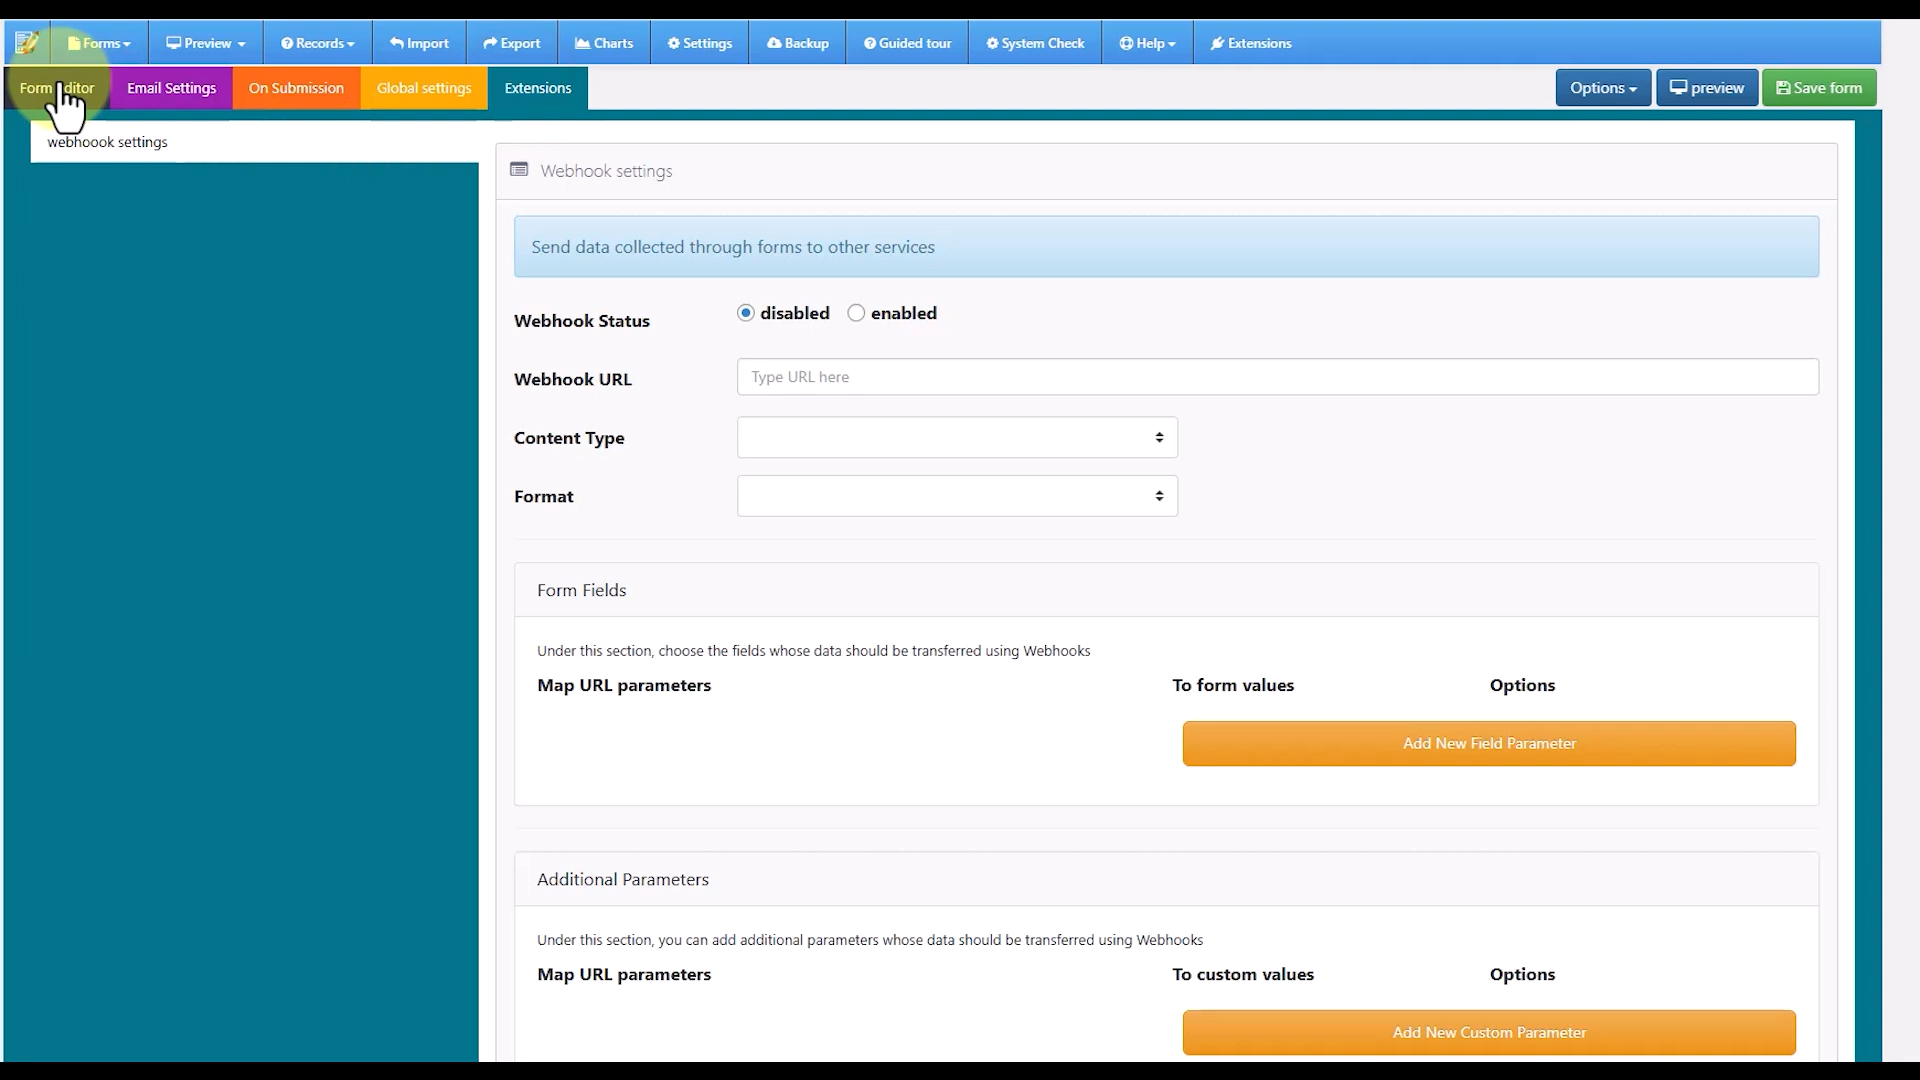 Forms Preview Records Import Export Charts Settings Backup Guided tour System Check Help Extensions
Form Editor Email Settings On Submission Global settings Extensions Options preview Save form
webhoook settings
Webhook settings
Send data collected through forms to other services
Webhook Status disabled enabled
Webhook URL Type URL here
Content Type
Format
Form Fields
Under this section, choose the fields whose data should be transferred using Webhooks
Map URL parameters To form values Options
Add New Field Parameter
Additional Parameters
Under this section, you can add additional parameters whose data should be transferred using Webhooks
Map URL parameters To custom values Options
Add New Custom Parameter